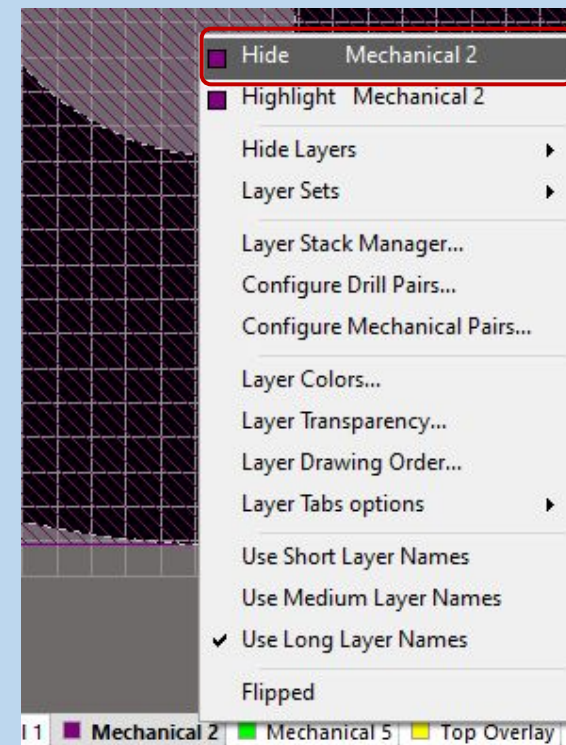 Hide Mechanical 2
Highlight Mechanical 2
Hide Layers
Layer Sets
Layer Stack Manager...
Configure Drill Pairs...
Configure Mechanical Pairs...
Layer Colors...
Layer Transparency...
Layer Drawing Order...
Layer Tabs options
Use Short Layer Names
Use Medium Layer Names
Use Long Layer Names
Flipped
l 1 Mechanical 2 Mechanical 5 Top Overlay